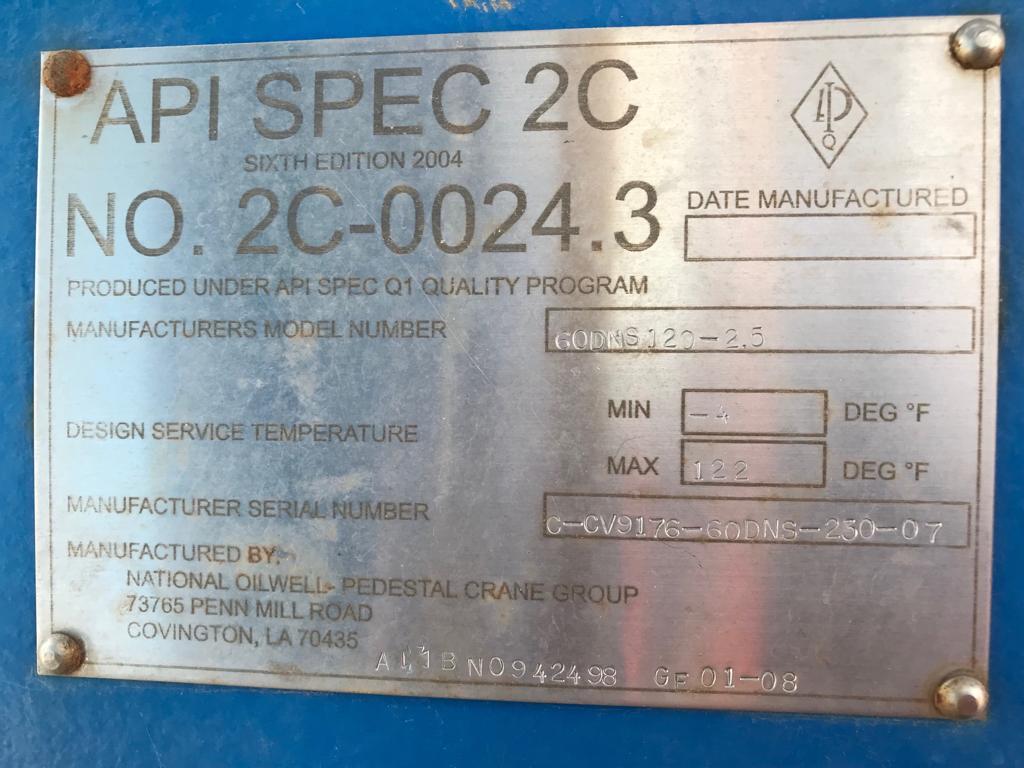 API SPEC 2C
SIXTH EDITION 2004
NO. 2C-0024.3
DATE MANUFACTURED
PRODUCED UNDER API SPEC Q1 QUALITY PROGRAM
MANUFACTURERS MODEL NUMBER 60DNS120-2.5
MIN -4 DEG °F
DESIGN SERVICE TEMPERATURE
MAX 122 DEG °F
MANUFACTURER SERIAL NUMBER C-CV9176-60DNS-230-07
MANUFACTURED BY:
NATIONAL OILWELL- PEDESTAL CRANE GROUP
73765 PENN MILL ROAD
COVINGTON, LA 70435
NO942498 GF 01-08